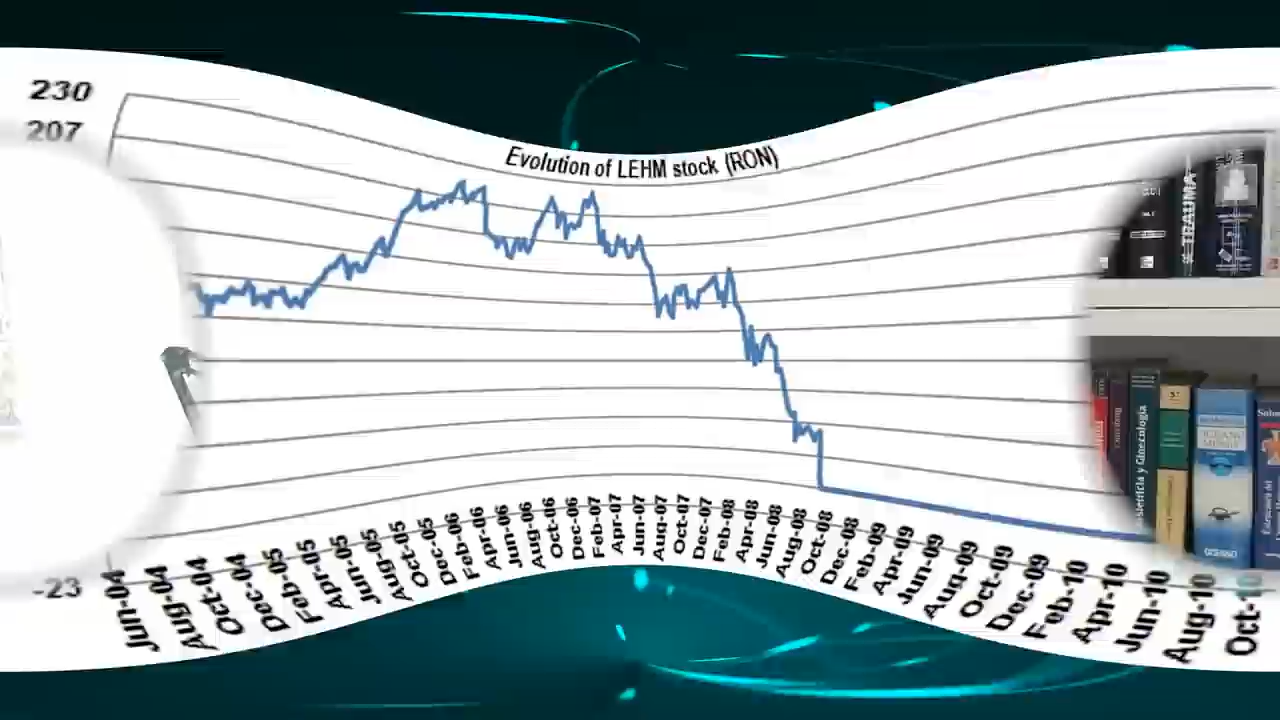 Evolution of LEHM stock (RON)
230
207
-23
Jun-04
Aug-04
Oct-04
Dec-04
Feb-05
Apr-05
Jun-05
Aug-05
Oct-05
Dec-05
Feb-06
Apr-06
Jun-06
Aug-06
Oct-06
Dec-06
Feb-07
Apr-07
Jun-07
Aug-07
Oct-07
Dec-07
Feb-08
Apr-08
Jun-08
Aug-08
Oct-08
Dec-08
Feb-09
Apr-09
Jun-09
Aug-09
Oct-09
Dec-09
Feb-10
Apr-10
Jun-10
Aug-10
Oct-10
TRAUMA
Obstetricia y Ginecología
OCEANO